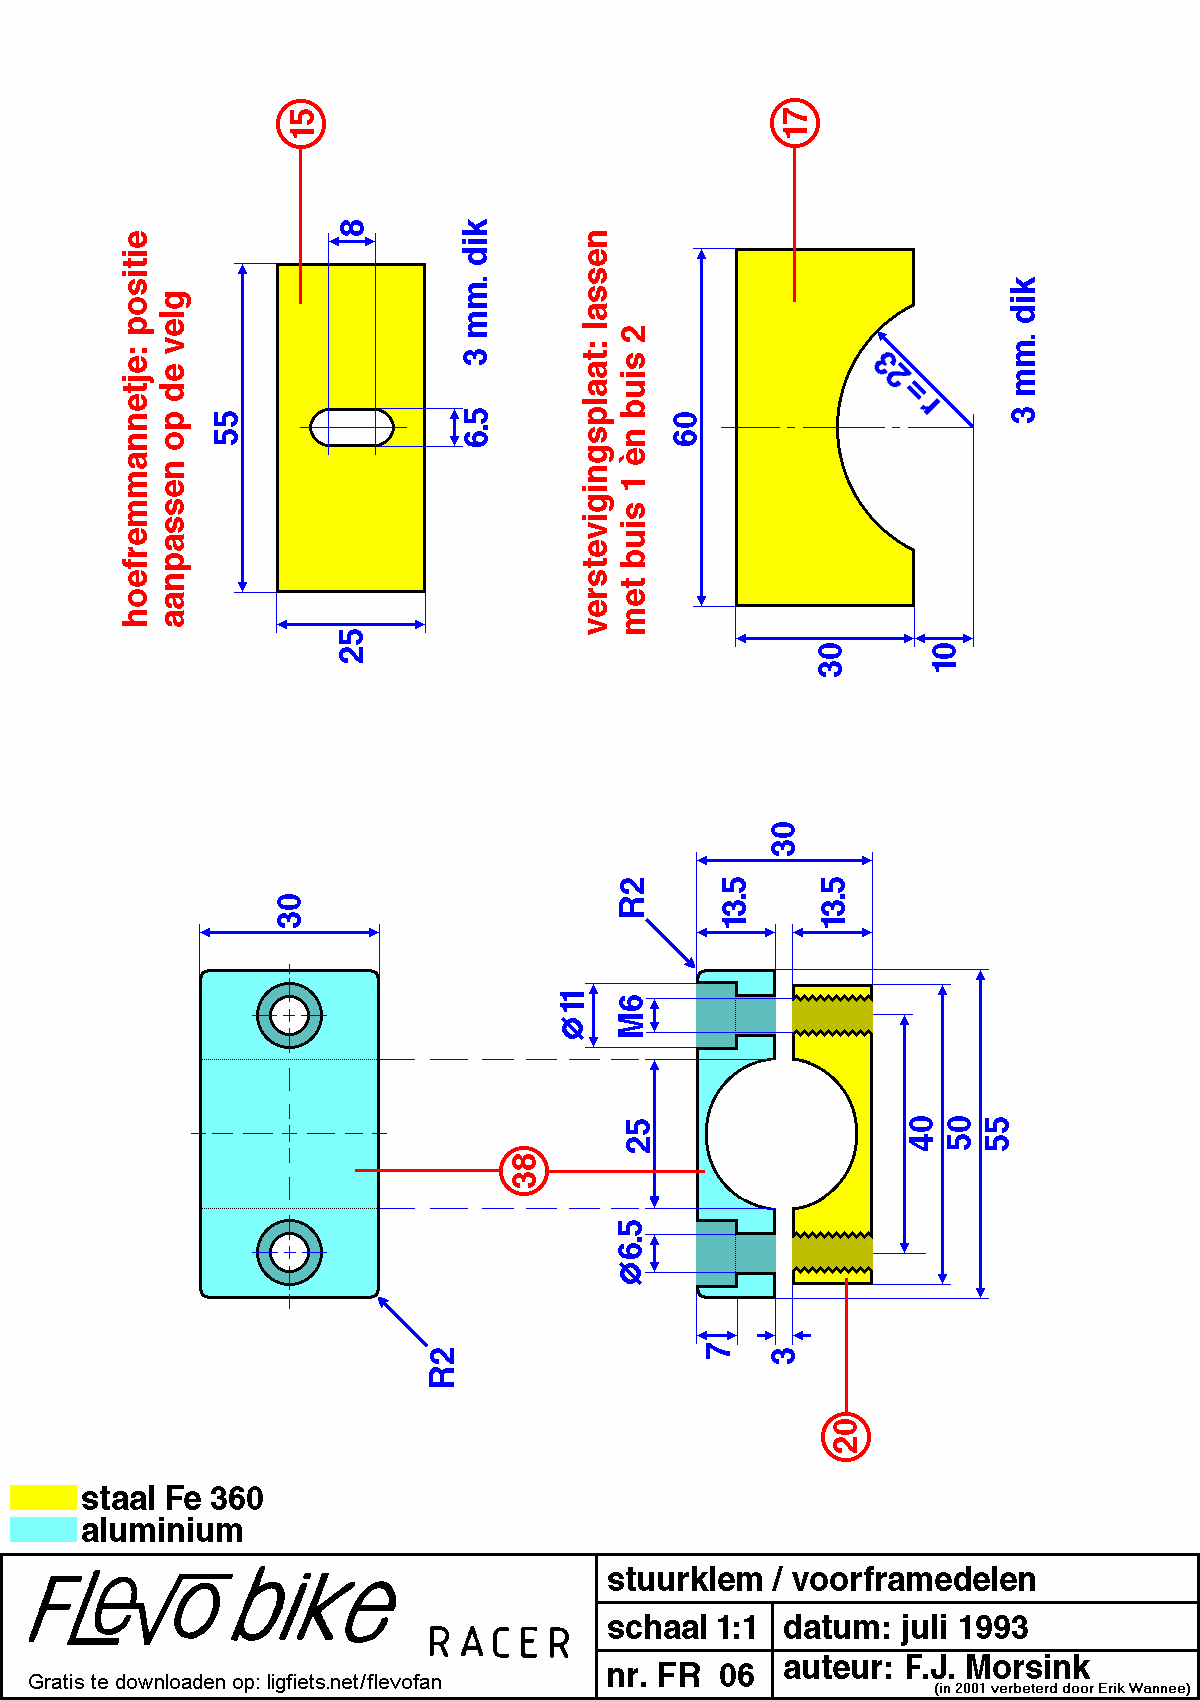 15
hoefremmannetje: positie
aanpassen op de velg
55
8
6.5
3 mm. dik
25
17
verstevigingsplaat: lassen
met buis 1 èn buis 2
60
r=23
3 mm. dik
30
10
30
R2
38
R2
30
13.5
13.5
ø11
M6
25
ø6.5
40
50
55
7
3
20
staal Fe 360
aluminium
Flevobike RACER
Gratis te downloaden op: ligfiets.net/flevofan
stuurklem / voorframedelen
schaal 1:1
datum: juli 1993
nr. FR 06
auteur: F.J. Morsink
(in 2001 verbeterd door Erik Wannee)